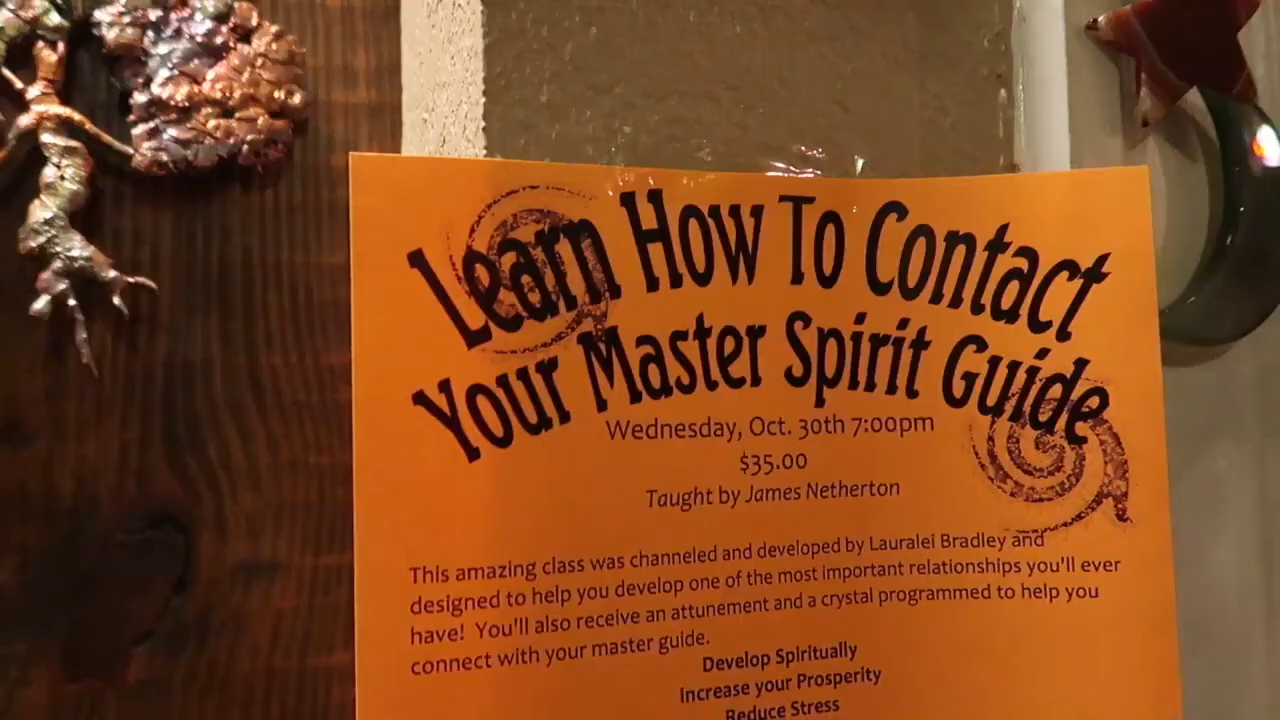 Learn How To Contact
Your Master Spirit Guide
Wednesday, Oct. 30th 7:00pm
$35.00
Taught by James Netherton
This amazing class was channeled and developed by Lauralei Bradley and
designed to help you develop one of the most important relationships you'll ever
have! You'll also receive an attunement and a crystal programmed to help you
connect with your master guide.
Develop Spiritually
Increase your Prosperity
Reduce Stress